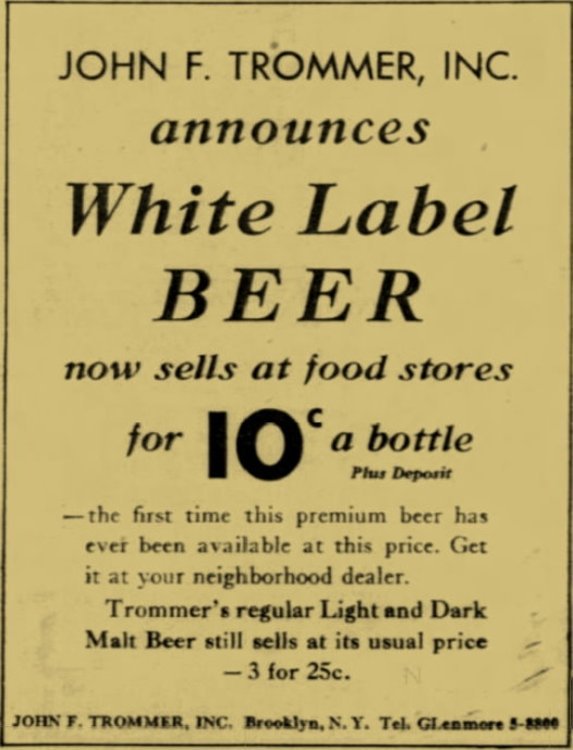 JOHN F. TROMMER, INC.
announces
White Label
BEER
now sells at food stores
for 10c a bottle
Plus Deposit
—the first time this premium beer has
ever been available at this price. Get
it at your neighborhood dealer.
Trommer's regular Light and Dark
Malt Beer still sells at its usual price
— 3 for 25c.
JOHN F. TROMMER, INC. Brooklyn, N. Y. Tel. GLenmore